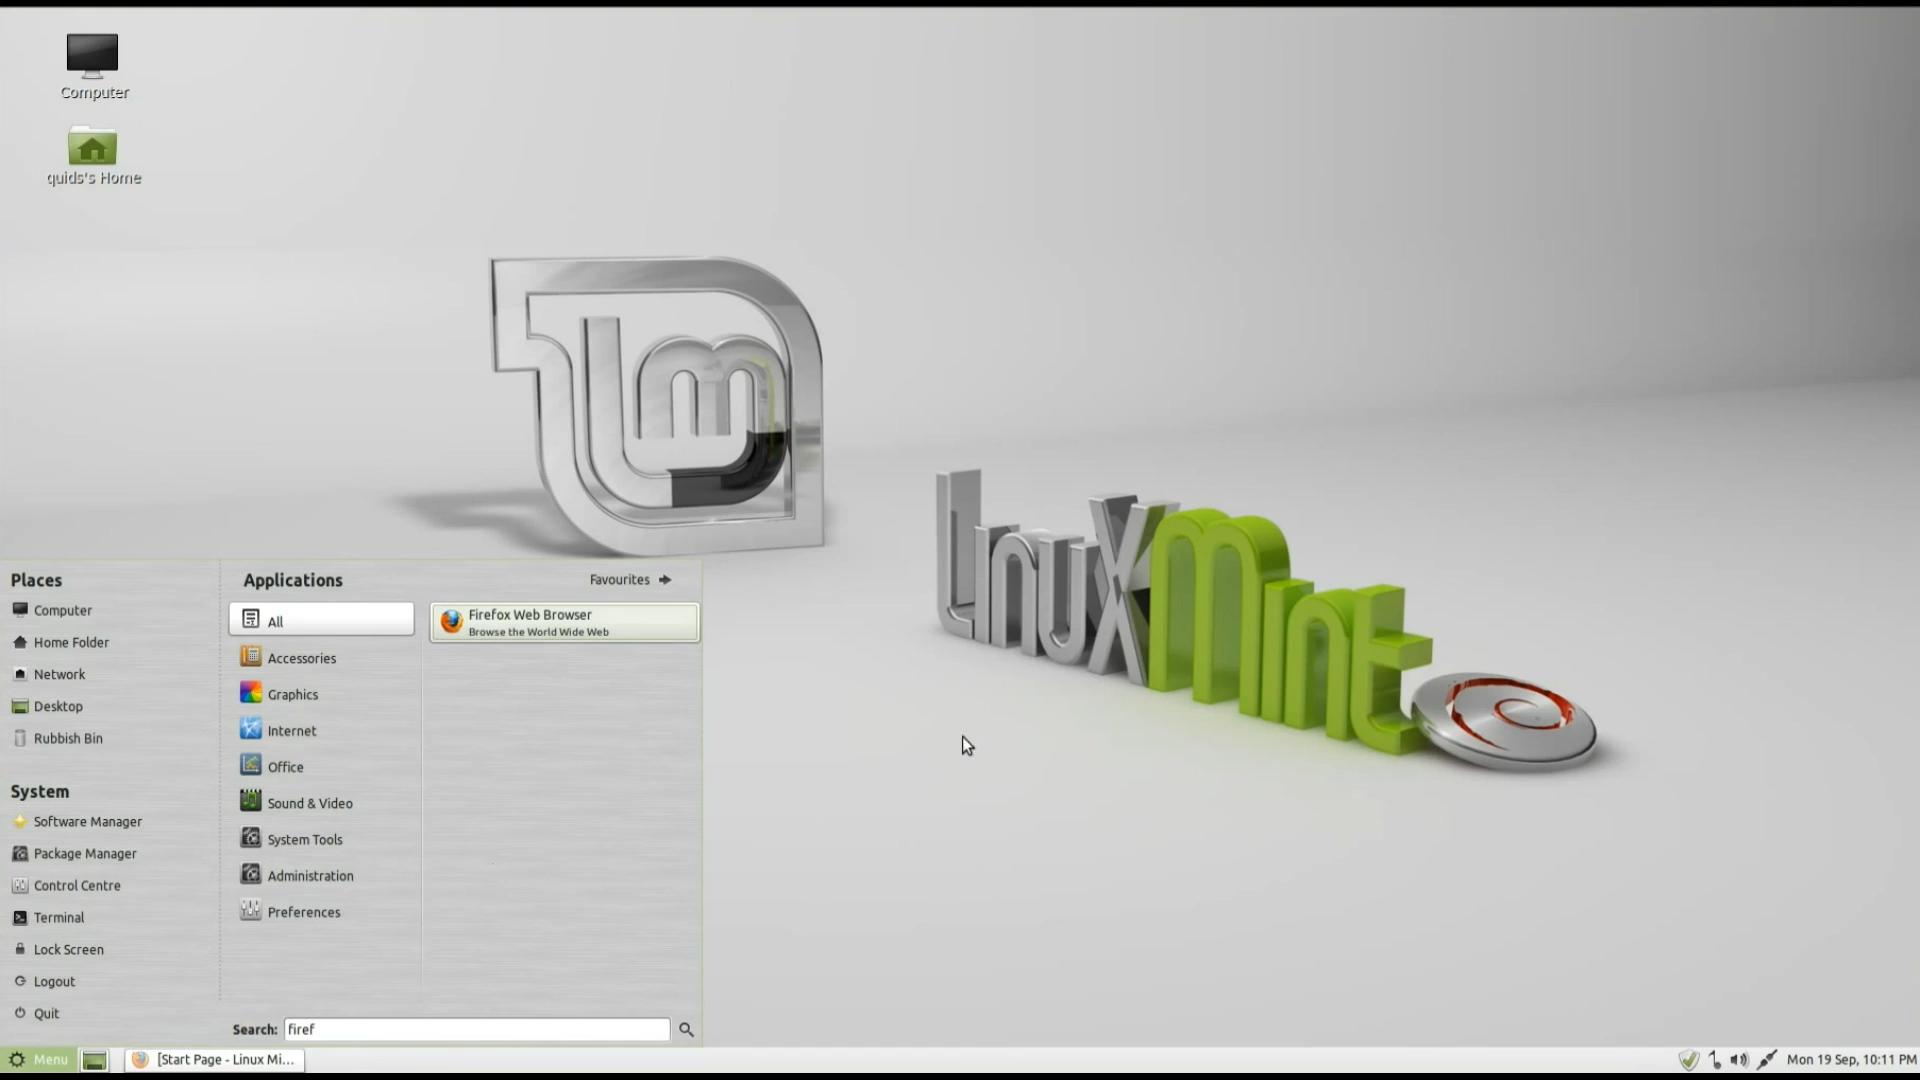 Computer
quids's Home
lm
LinuxMint
Places
Computer
Home Folder
Network
Desktop
Rubbish Bin
System
Software Manager
Package Manager
Control Centre
Terminal
Lock Screen
Logout
Quit
Applications
Favourites
All
Accessories
Graphics
Internet
Office
Sound & Video
System Tools
Administration
Preferences
Firefox Web Browser
Browse the World Wide Web
Search: firef
Menu
[Start Page - Linux Mi...
Mon 19 Sep, 10:11 PM